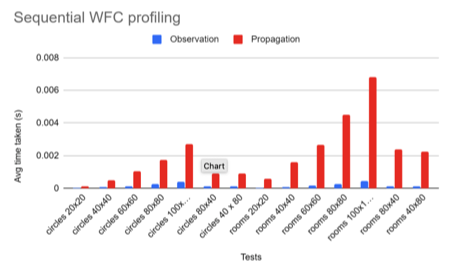 Sequential WFC profiling
Observation
Propagation
0.008
0.006
0.004
0.002
0
Avg time taken (s)
Chart
circles 20x20
circles 40x40
circles 60x60
circles 80x80
circles 100x...
circles 80x40
circles 40 x 80
rooms 20x20
rooms 40x40
rooms 60x60
rooms 80x80
rooms 100x1...
rooms 80x40
rooms 40x80
Tests